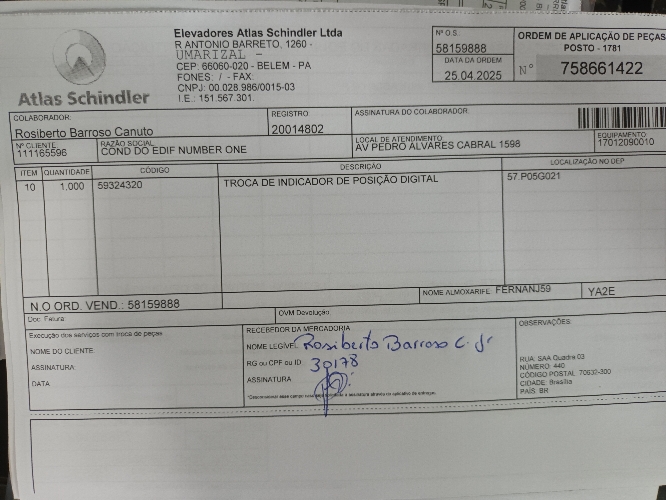 Elevadores Atlas Schindler Ltda
R ANTONIO BARRETO, 1260 -
UMARIZAL -
CEP: 66060-020 - BELEM - PA
FONES: / - FAX:
CNPJ: 00.028.986/0015-03
I.E.: 151.567.301.
Atlas Schindler
Nº O.S.
58159888
DATA DA ORDEM
25.04.2025
ORDEM DE APLICAÇÃO DE PEÇAS
POSTO - 1781
N° 758661422
COLABORADOR:
Rosiberto Barroso Canuto
REGISTRO
20014802
ASSINATURA DO COLABORADOR:
Nº CLIENTE
111165596
RAZÃO SOCIAL
COND DO EDIF NUMBER ONE
LOCAL DE ATENDIMENTO
AV PEDRO ALVARES CABRAL 1598
EQUIPAMENTO
17012090010
ITEM QUANTIDADE CÓDIGO DESCRIÇÃO LOCALIZAÇÃO NO DEP
10 1,000 59324320 TROCA DE INDICADOR DE POSIÇÃO DIGITAL 57.P05G021
NOME ALMOXARIFE FERNANJ59 YA2E
N.O ORD. VEND.: 58159888
Doc. Fatura
OVM Devolução:
Execução dos serviços com troca de peças
NOME DO CLIENTE:
ASSINATURA
DATA
RECEBEDOR DA MERCADORIA
NOME LEGÍVEL: Rosiberto Barroso C. Jr
RG ou CPF ou ID: 30178
ASSINATURA
OBSERVAÇÕES:
RUA: SAA Quadra 03
NÚMERO: 440
CÓDIGO POSTAL: 70632-300
CIDADE: Brasília
PAÍS: BR